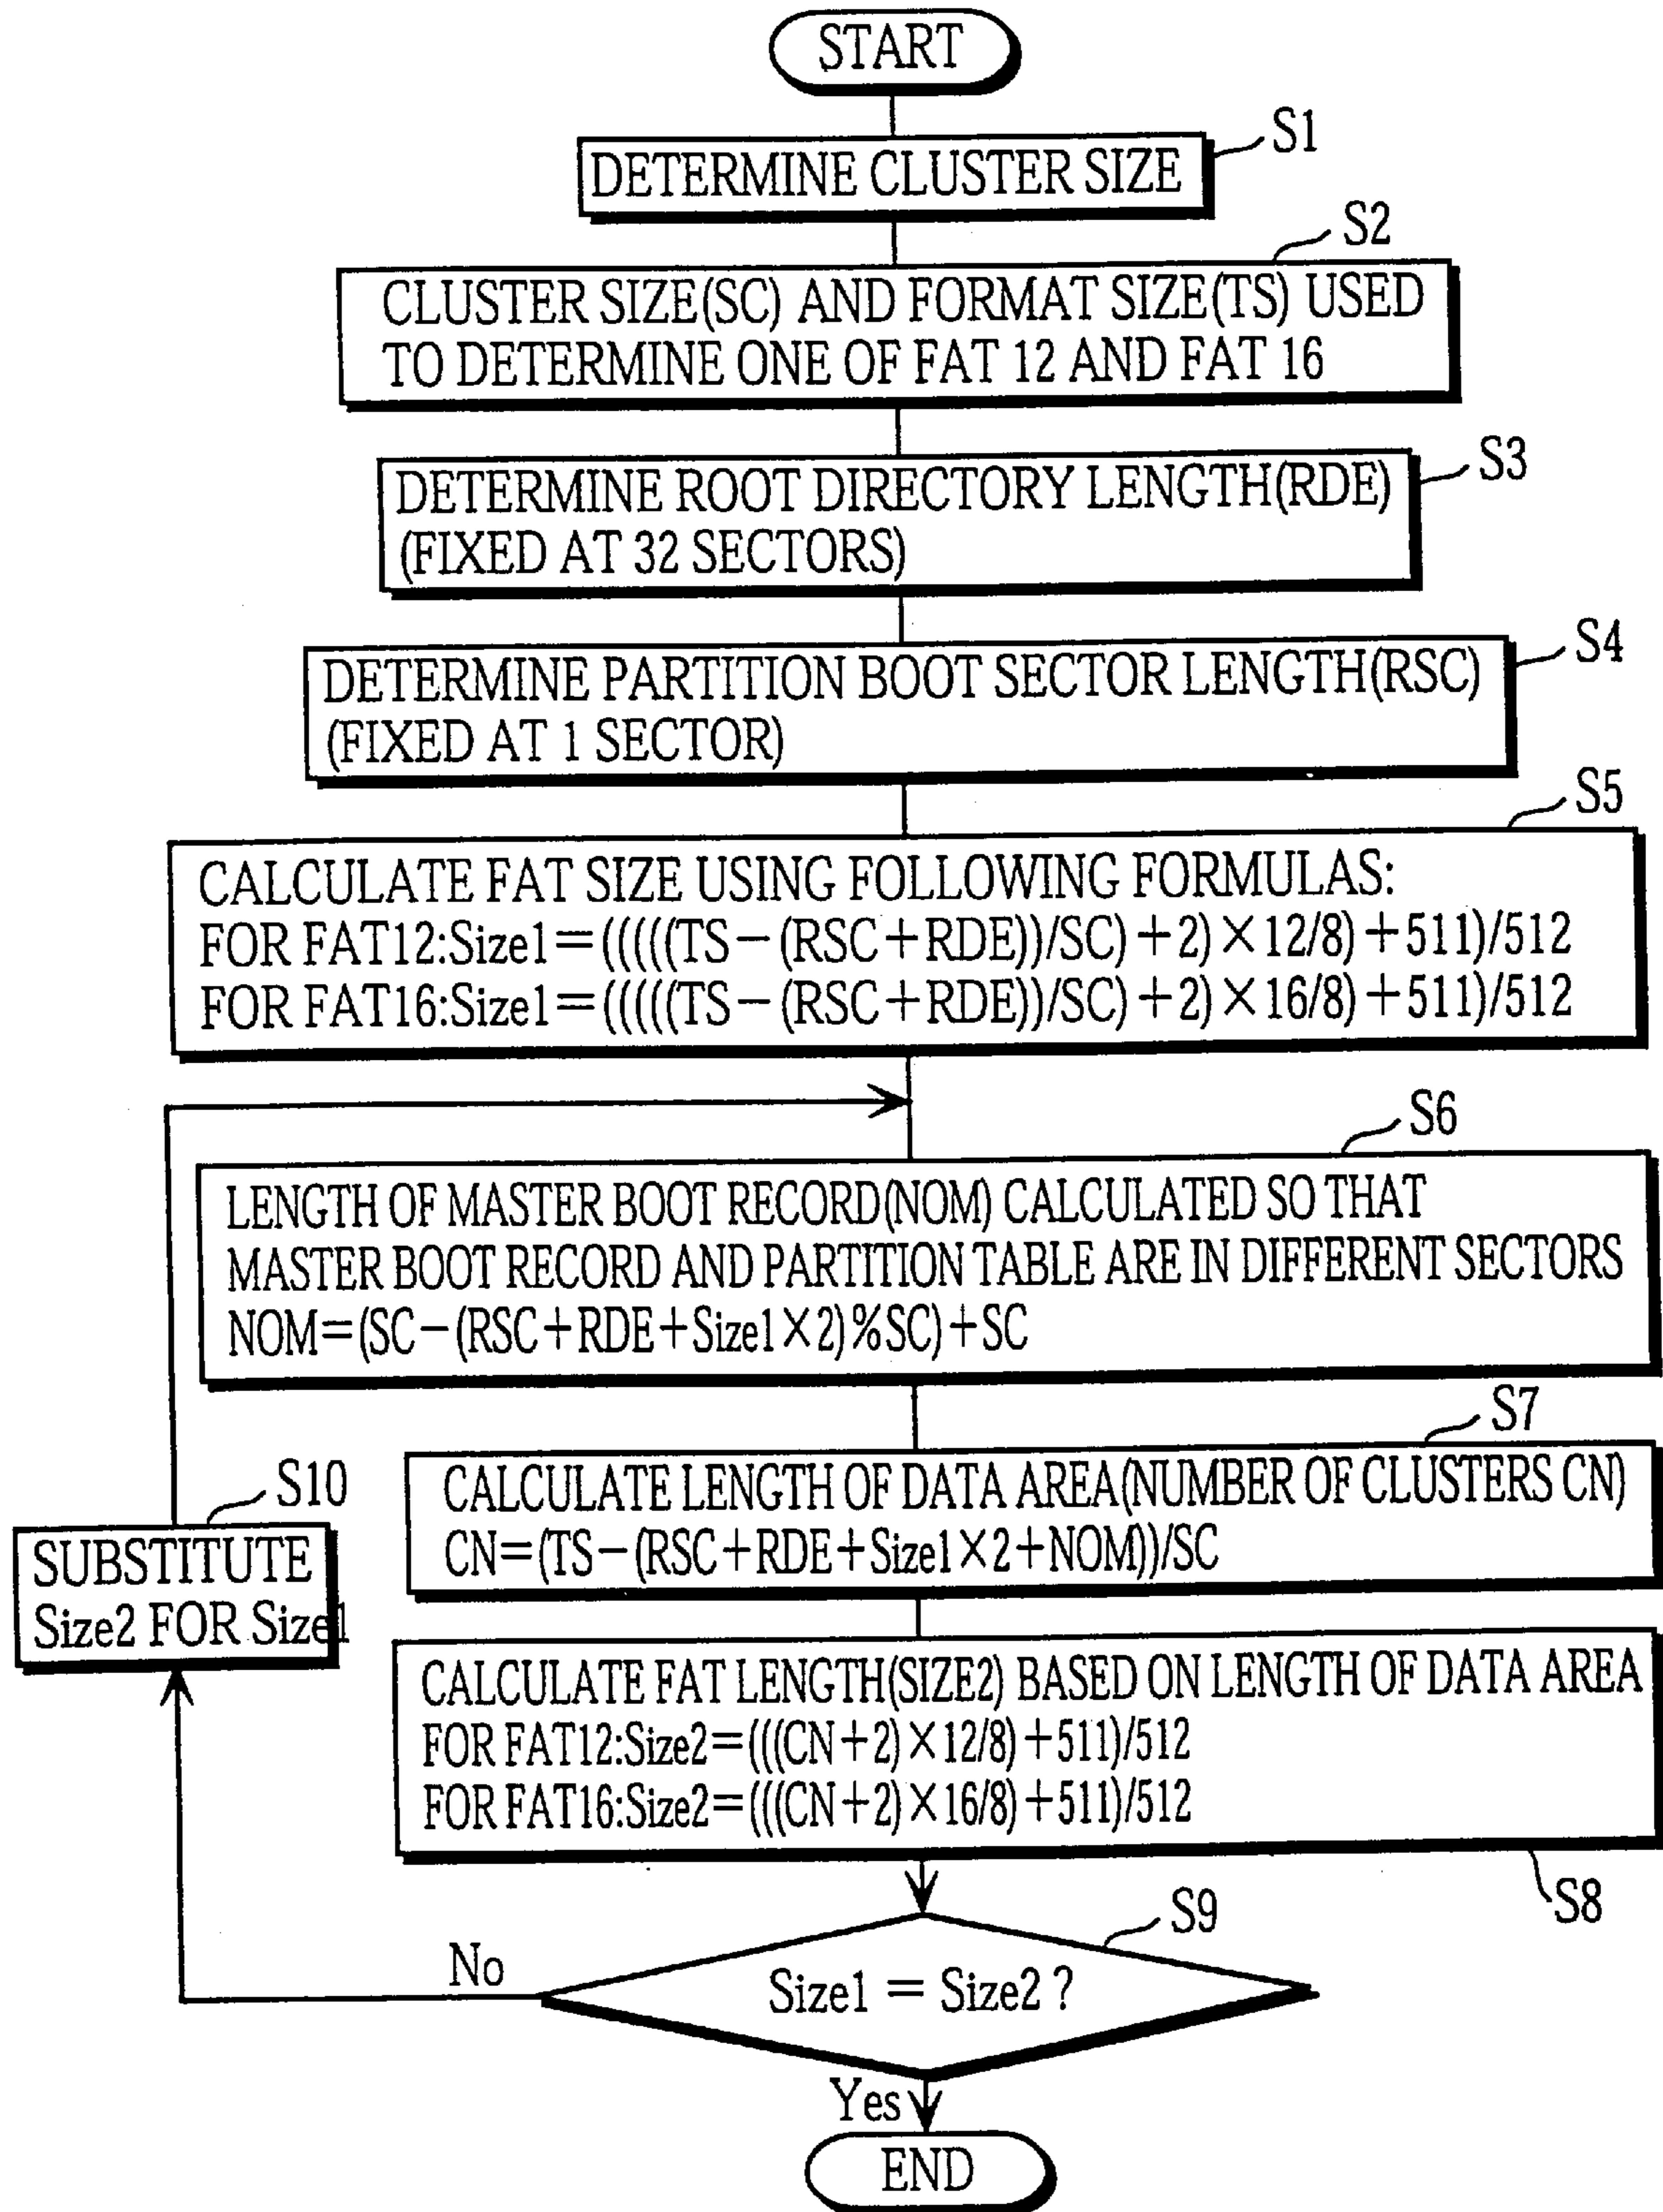 START
S1
DETERMINE CLUSTER SIZE
S2
CLUSTER SIZE(SC) AND FORMAT SIZE(TS) USED
TO DETERMINE ONE OF FAT 12 AND FAT 16
S3
DETERMINE ROOT DIRECTORY LENGTH(RDE)
(FIXED AT 32 SECTORS)
S4
DETERMINE PARTITION BOOT SECTOR LENGTH(RSC)
(FIXED AT 1 SECTOR)
S5
CALCULATE FAT SIZE USING FOLLOWING FORMULAS:
FOR FAT12:Size1=(((((TS−(RSC+RDE))/SC)+2)×12/8)+511)/512
FOR FAT16:Size1=(((((TS−(RSC+RDE))/SC)+2)×16/8)+511)/512
S6
LENGTH OF MASTER BOOT RECORD(NOM) CALCULATED SO THAT
MASTER BOOT RECORD AND PARTITION TABLE ARE IN DIFFERENT SECTORS
NOM=(SC−(RSC+RDE+Size1×2)%SC)+SC
S7
CALCULATE LENGTH OF DATA AREA(NUMBER OF CLUSTERS CN)
CN=(TS−(RSC+RDE+Size1×2+NOM))/SC
S10
SUBSTITUTE
Size2 FOR Size1
CALCULATE FAT LENGTH(SIZE2) BASED ON LENGTH OF DATA AREA
FOR FAT12:Size2=(((CN+2)×12/8)+511)/512
FOR FAT16:Size2=(((CN+2)×16/8)+511)/512
S8
S9
No
Size1 = Size2 ?
Yes
END